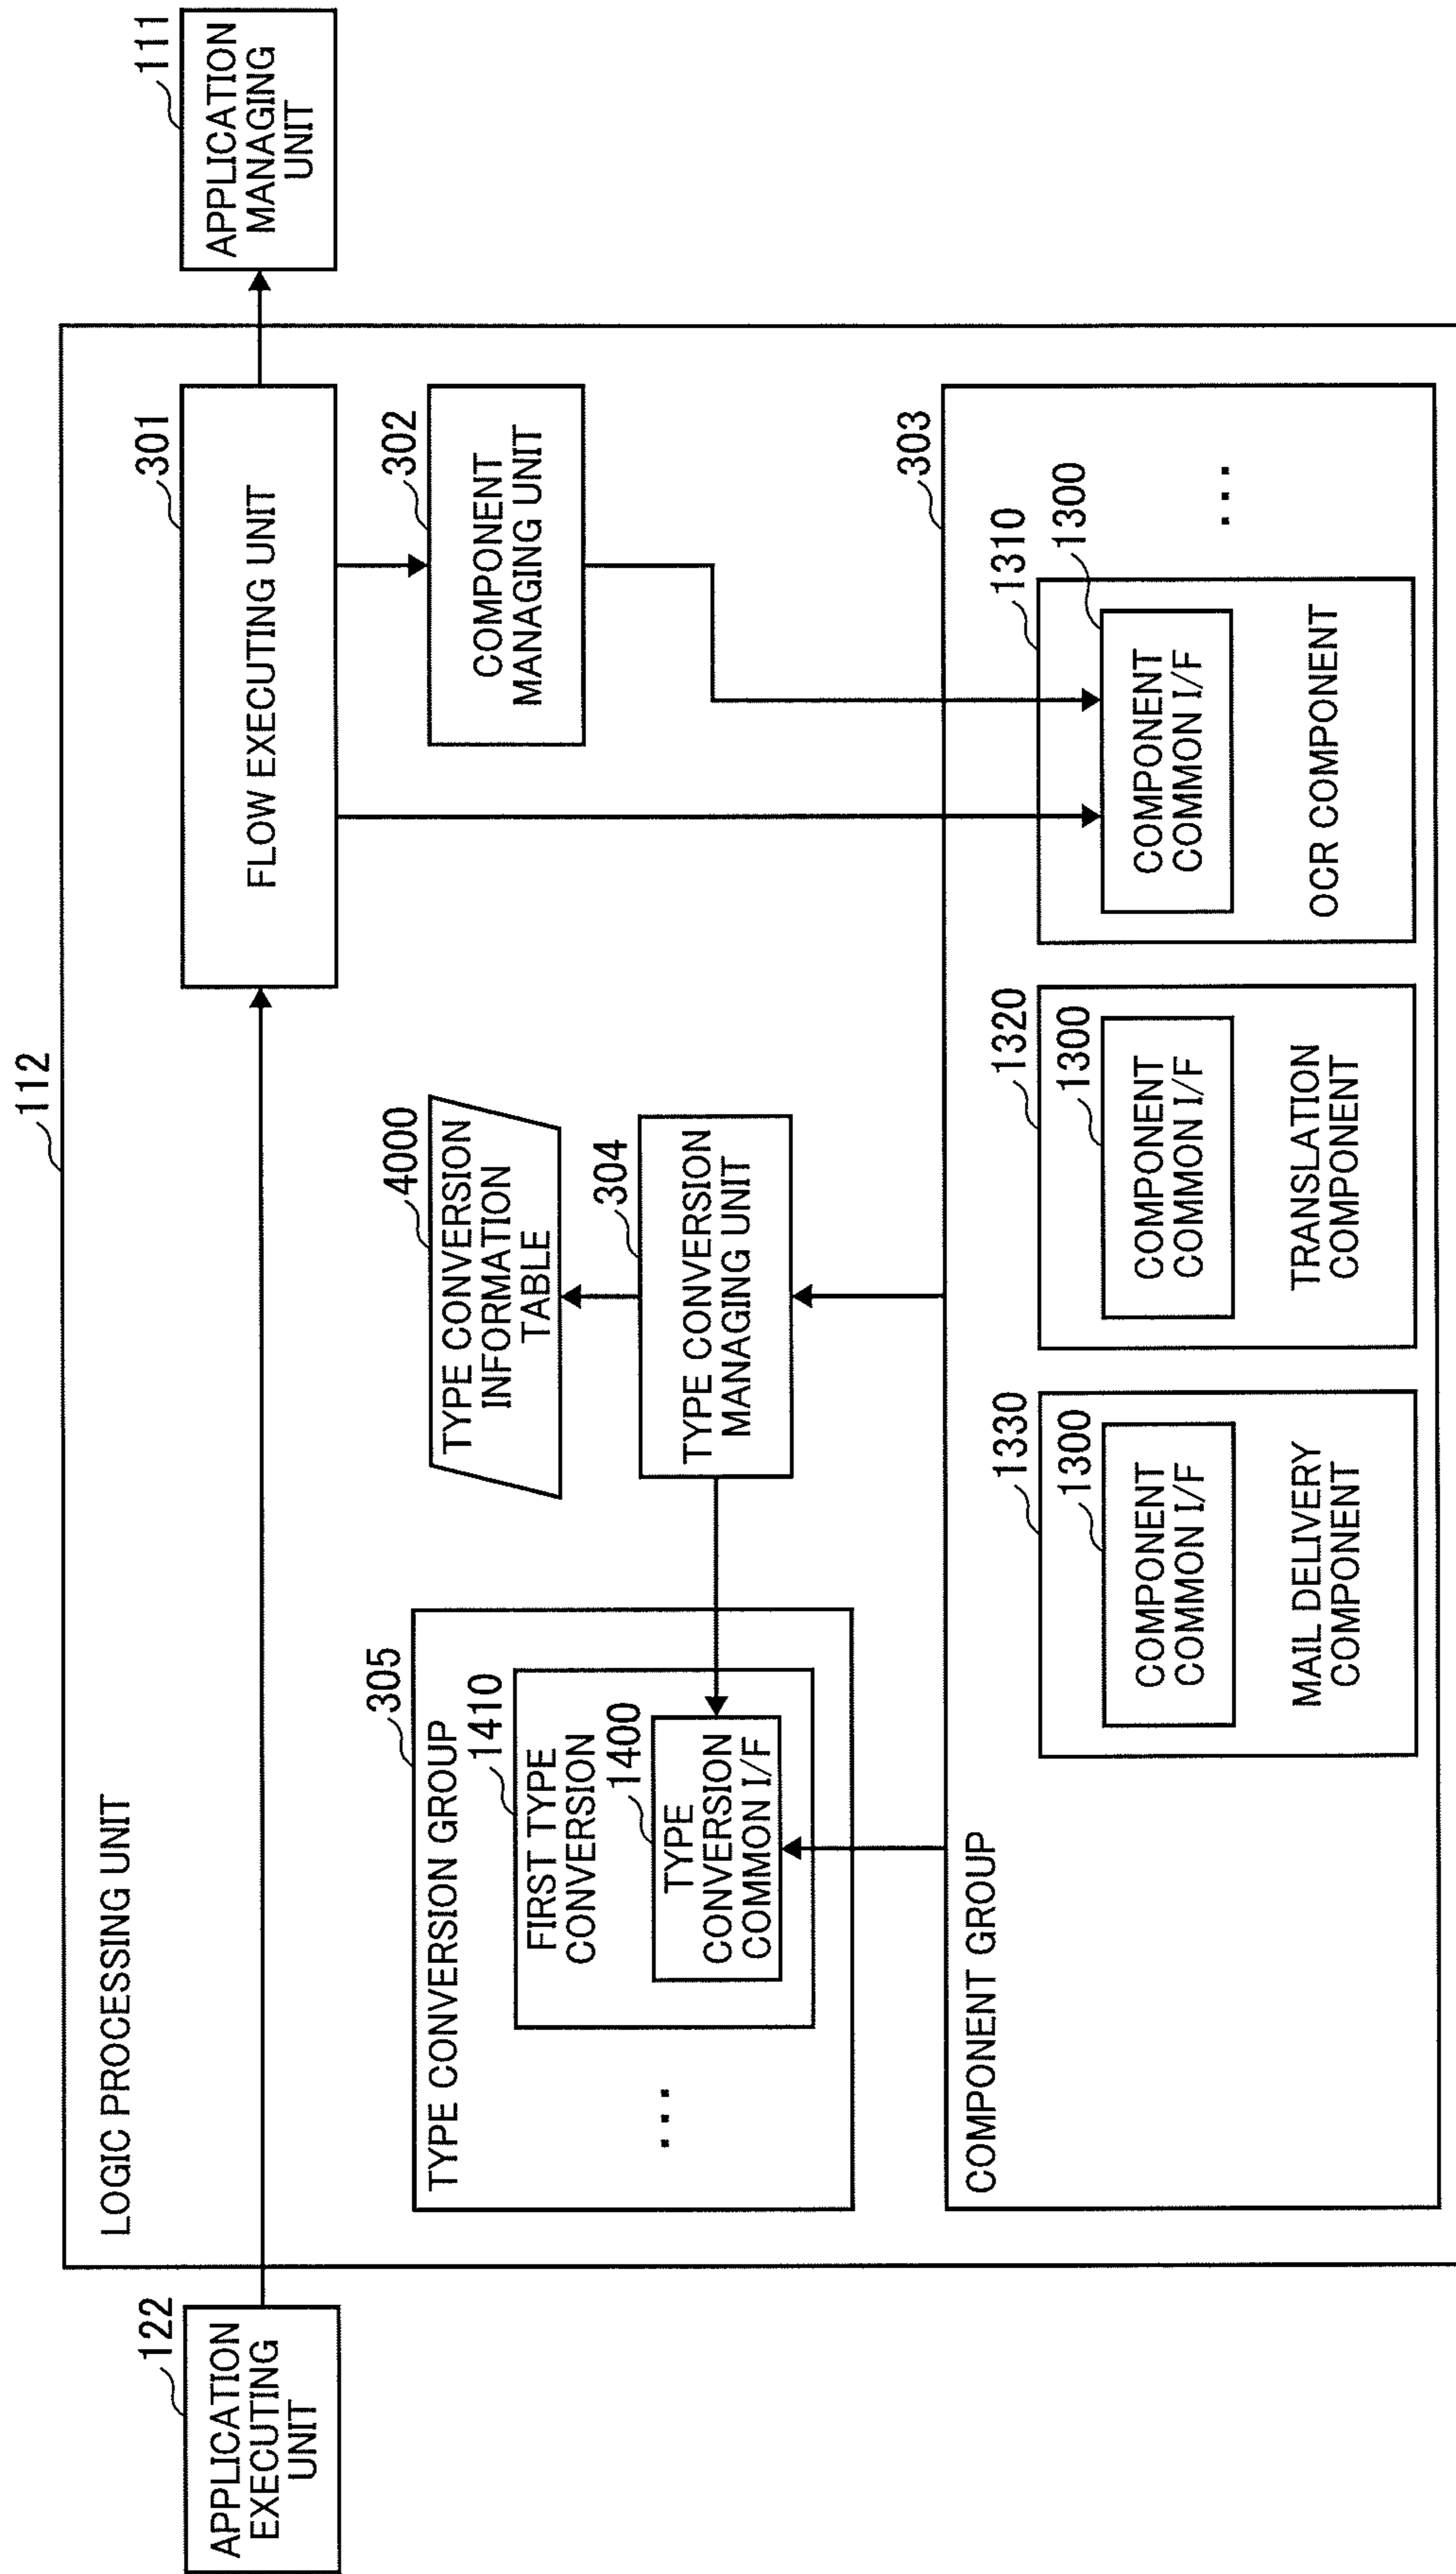 112
LOGIC PROCESSING UNIT
122
APPLICATION
EXECUTING
UNIT
301
FLOW EXECUTING UNIT
111
APPLICATION
MANAGING
UNIT
305
TYPE CONVERSION GROUP
1410
FIRST TYPE
CONVERSION
1400
TYPE
CONVERSION
COMMON I/F
...
4000
TYPE CONVERSION
INFORMATION
TABLE
304
TYPE CONVERSION
MANAGING UNIT
302
COMPONENT
MANAGING UNIT
303
COMPONENT GROUP
1330
1300
COMPONENT
COMMON I/F
MAIL DELIVERY
COMPONENT
1320
1300
COMPONENT
COMMON I/F
TRANSLATION
COMPONENT
1310
1300
COMPONENT
COMMON I/F
OCR COMPONENT
...